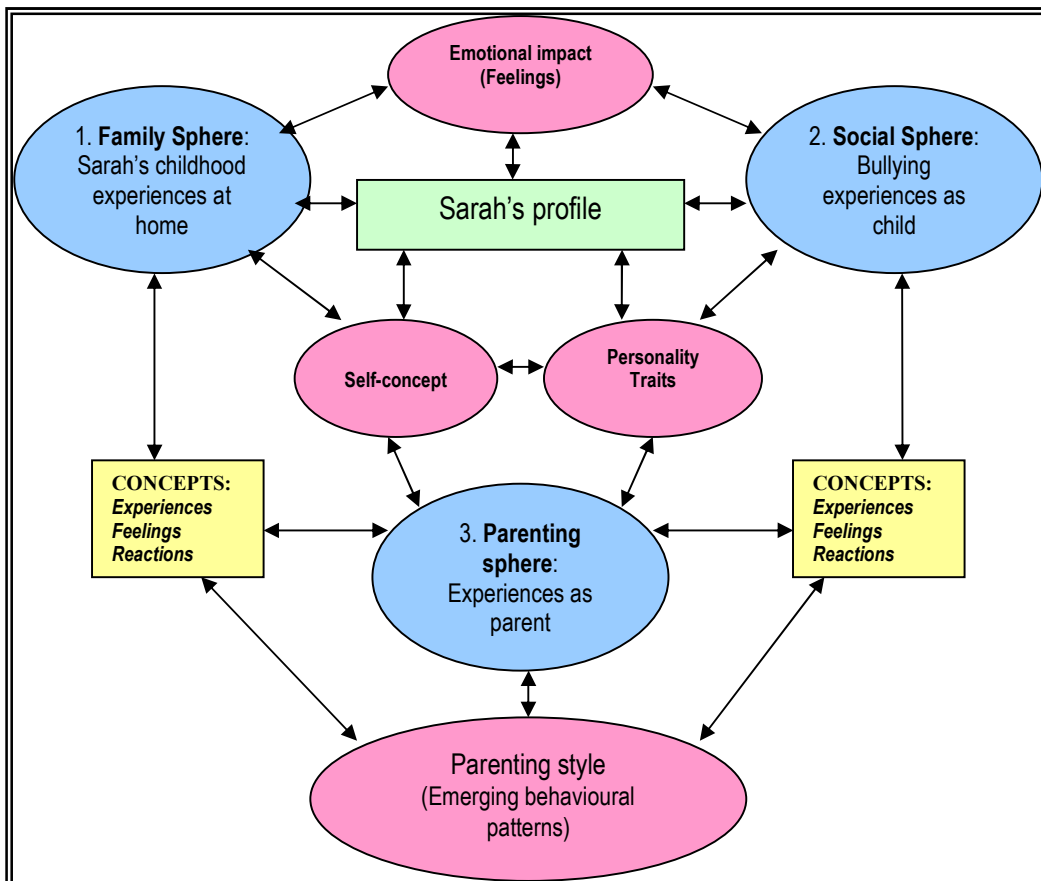 Emotional impact
(Feelings)
1. Family Sphere:
Sarah’s childhood
experiences at
home
2. Social Sphere:
Bullying
experiences as
child
Sarah’s profile
Self-concept
Personality
Traits
CONCEPTS:
Experiences
Feelings
Reactions
3. Parenting
sphere:
Experiences as
parent
CONCEPTS:
Experiences
Feelings
Reactions
Parenting style
(Emerging behavioural
patterns)